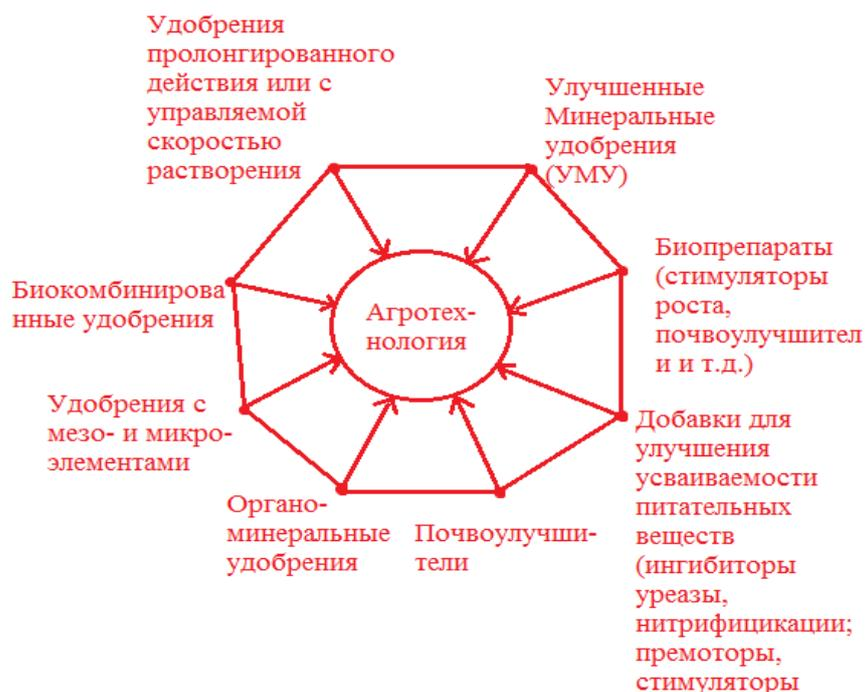 Удобрения
пролонгированного
действия или с
управляемой
скоростью
растворения
Улучшенные
Минеральные
удобрения
(УМУ)
Биопрепараты
(стимуляторы
роста,
почвоулучшител
и и т.д.)
Биокомбинирова
нные удобрения
Агротех-
нология
Удобрения с
мезо- и микро-
элементами
Добавки для
улучшения
усваиваемости
питательных
веществ
(ингибиторы
уреазы,
нитрифицикации;
премоторы,
стимуляторы
Органо-
минеральные
удобрения
Почвоулучши-
тели